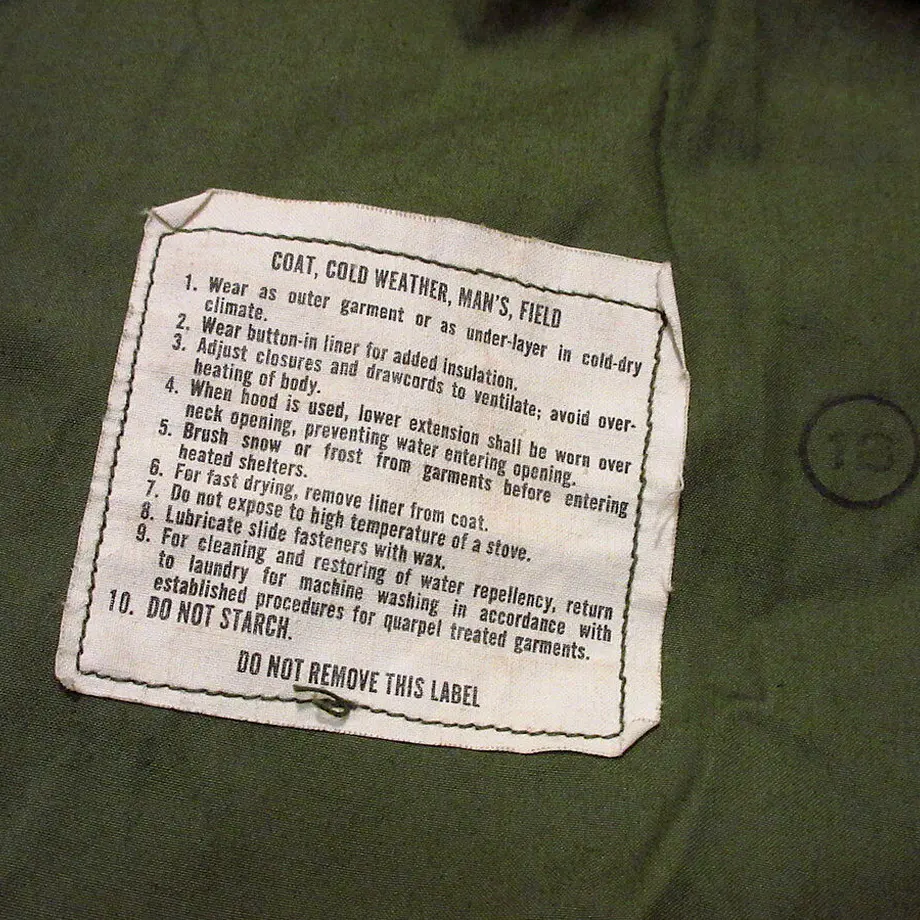 COAT, COLD WEATHER, MAN'S, FIELD
1. Wear as outer garment or as under-layer in cold-dry
climate.
2. Wear button-in liner for added insulation.
3. Adjust closures and drawcords to ventilate; avoid over-
heating of body.
4. When hood is used, lower extension shall be worn over
neck opening, preventing water entering opening.
5. Brush snow or frost from garments before entering
heated shelters.
6. For fast drying, remove liner from coat.
7. Do not expose to high temperature of a stove.
8. Lubricate slide fasteners with wax.
9. For cleaning and restoring of water repellency, return
to laundry for machine washing in accordance with
established procedures for quarpel treated garments.
10. DO NOT STARCH.
DO NOT REMOVE THIS LABEL